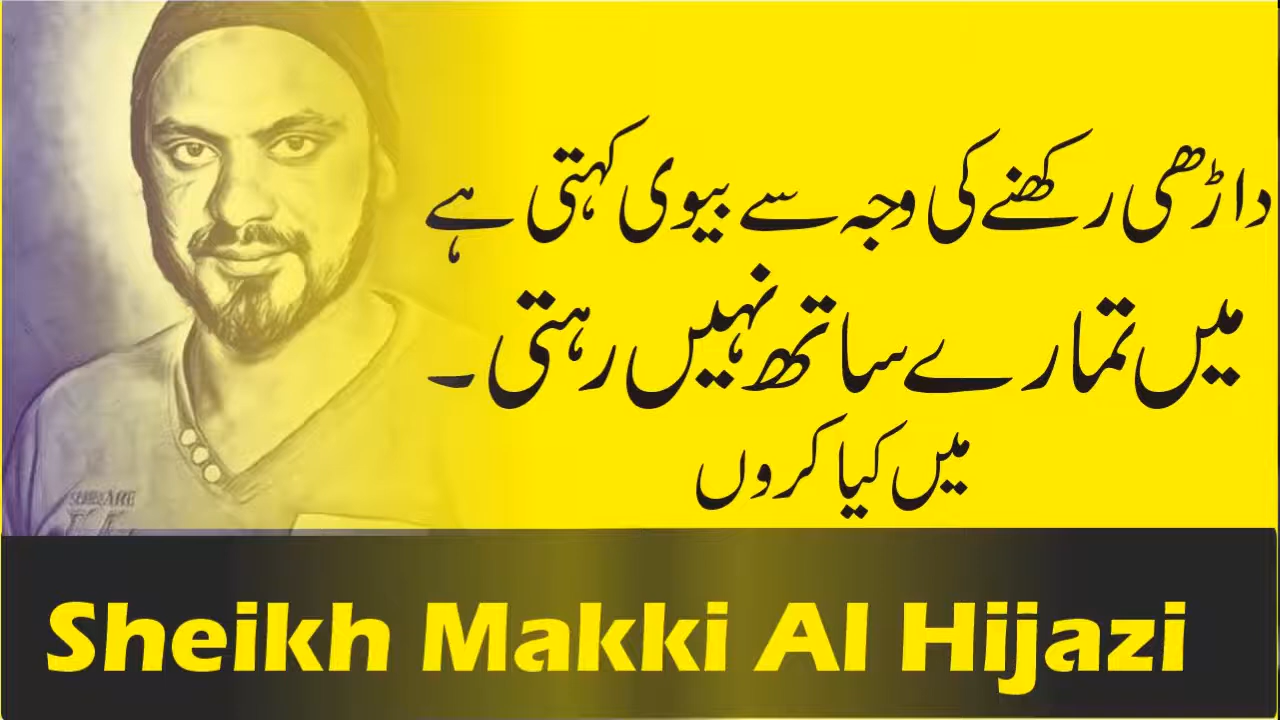 داڑھی رکھنے کی وجہ سے بیوی کہتی ہے
میں تمارے ساتھ نہیں رہتی۔
میں کیا کروں
Sheikh Makki Al Hijazi